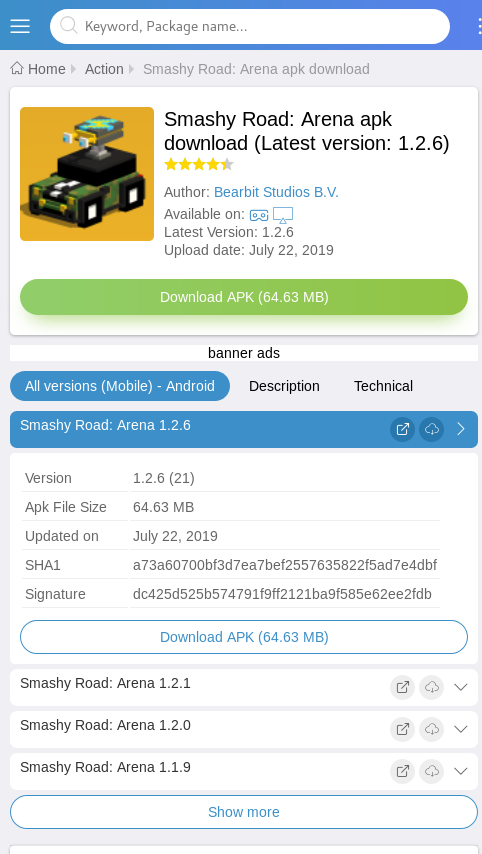 Keyword, Package name...
Home Action Smashy Road: Arena apk download
Smashy Road: Arena apk
download (Latest version: 1.2.6)
Author: Bearbit Studios B.V.
Available on:
Latest Version: 1.2.6
Upload date: July 22, 2019
Download APK (64.63 MB)
banner ads
All versions (Mobile) - Android Description Technical
Smashy Road: Arena 1.2.6
Version 1.2.6 (21)
Apk File Size 64.63 MB
Updated on July 22, 2019
SHA1 a73a60700bf3d7ea7bef2557635822f5ad7e4dbf
Signature dc425d525b574791f9ff2121ba9f585e62ee2fdb
Download APK (64.63 MB)
Smashy Road: Arena 1.2.1
Smashy Road: Arena 1.2.0
Smashy Road: Arena 1.1.9
Show more